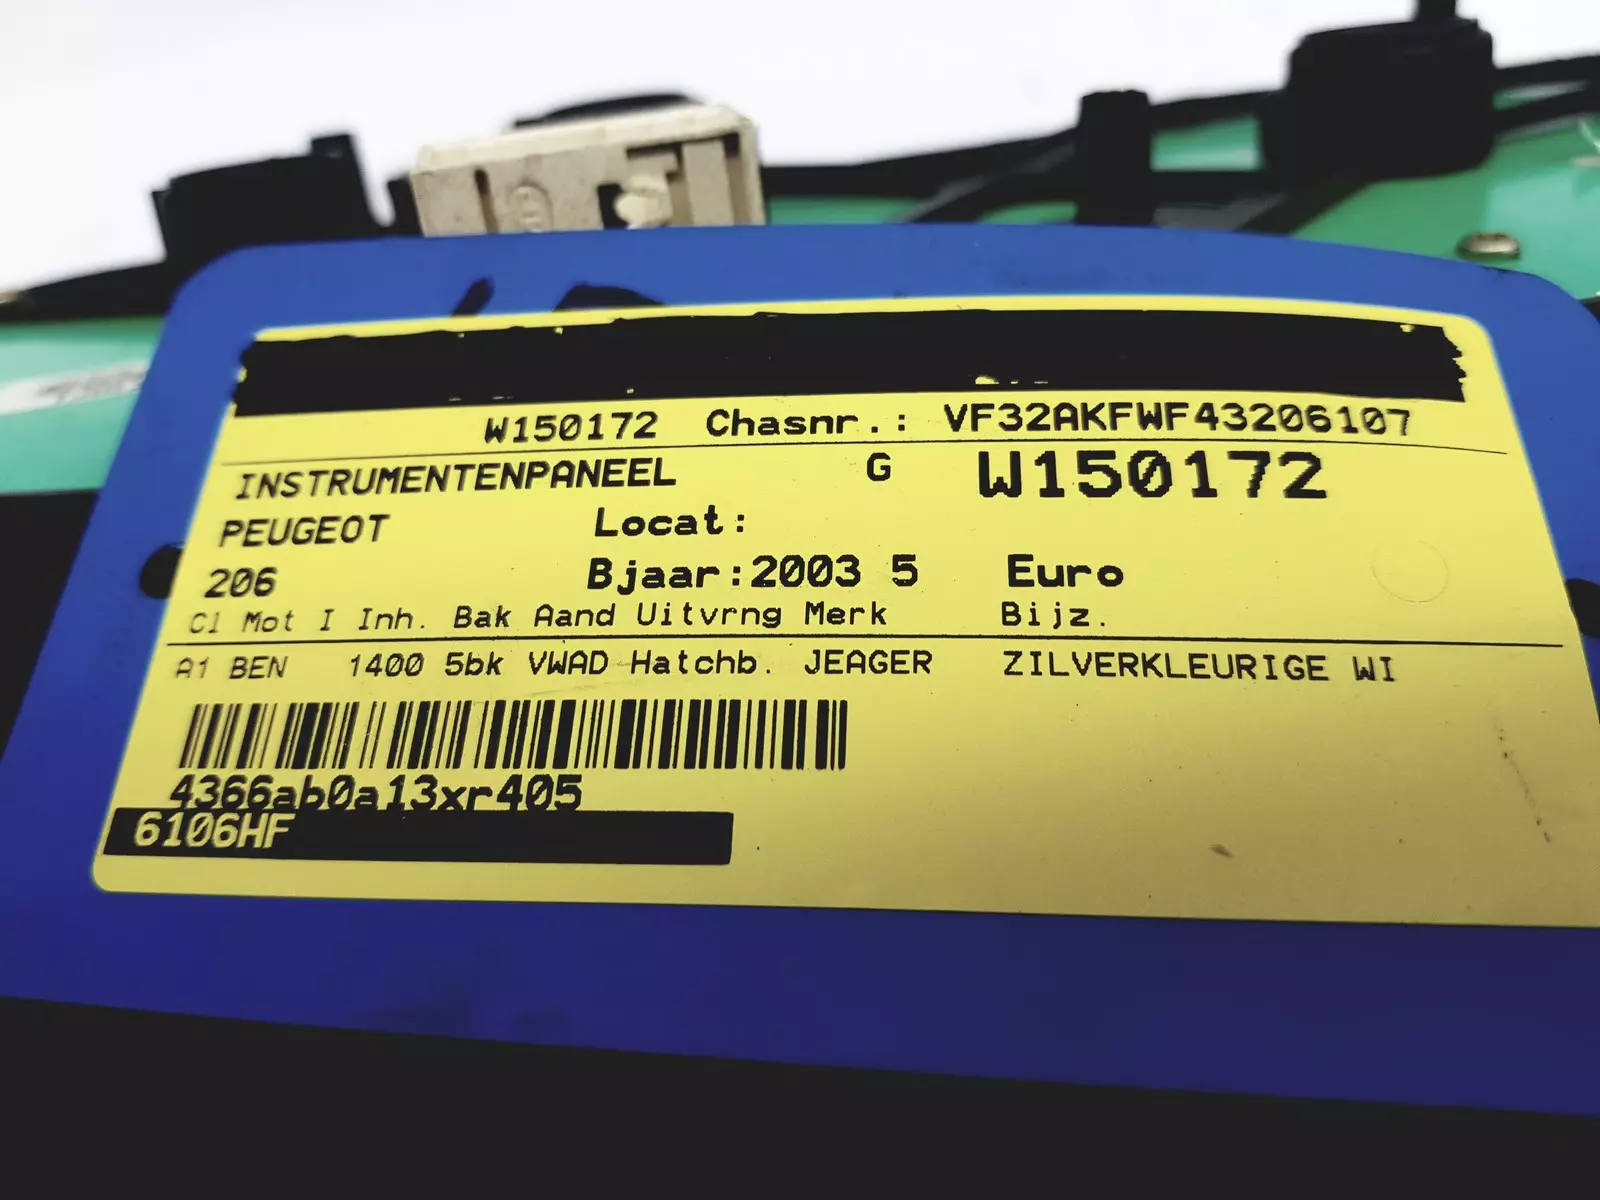 W150172 Chasnr.: VF32AKFWF43206107
INSTRUMENTENPANEEL G W150172
PEUGEOT Locat:
206 Bjaar:2003 5 Euro
Cl Mot I Inh. Bak Aand Uitvrng Merk Bijz.
A1 BEN 1400 5bk VWAD Hatchb. JEAGER ZILVERKLEURIGE WI
4366ab0a13xr405
6106HF